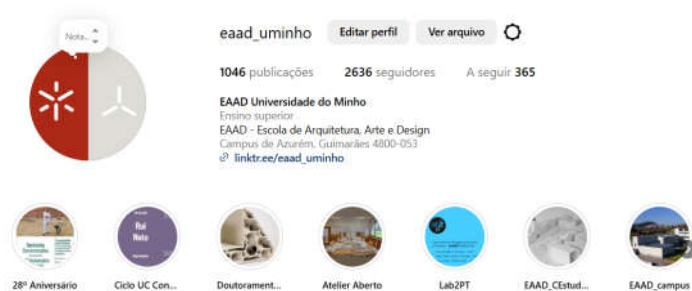 Nota...
eaad_uminho Editar perfil Ver arquivo
1046 publicações 2636 seguidores A seguir 365
EAAD Universidade do Minho
Ensino superior
EAAD - Escola de Arquitetura, Arte e Design
Campus de Azurém, Guimarães 4800-053
linktr.ee/eaad_uminho
Rui
Neto
28º Aniversário Ciclo UC Con... Doutorament... Atelier Aberto Lab2PT EAAD_CEstud... EAAD_campus